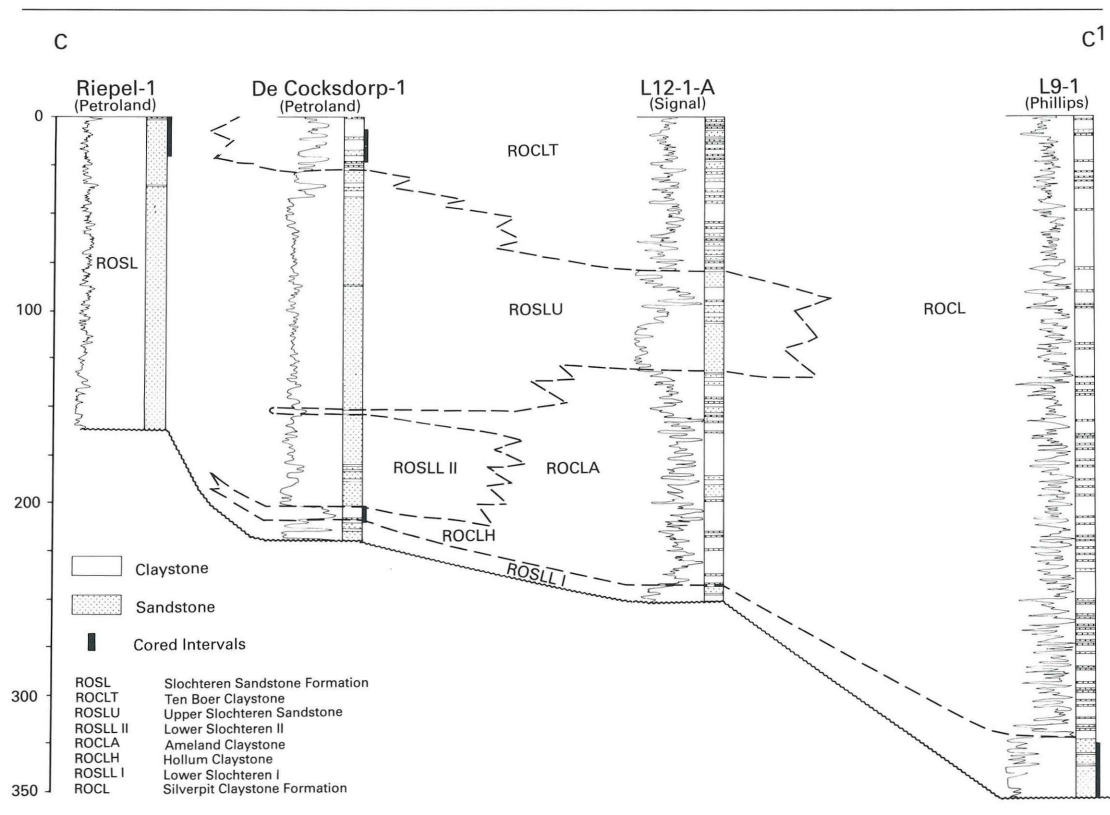 C C¹
Riepel-1 De Cocksdorp-1 L12-1-A L9-1
(Petroland) (Petroland) (Signal) (Phillips)
0
ROCLT
ROSL
100
ROSLU
ROCL
ROSLL II
ROCLA
200
ROCLH
ROSLL I
Claystone
Sandstone
Cored Intervals
300
350
ROSL Slochteren Sandstone Formation
ROCLT Ten Boer Claystone
ROSLU Upper Slochteren Sandstone
ROSLL II Lower Slochteren II
ROCLA Ameland Claystone
ROCLH Hollum Claystone
ROSLL I Lower Slochteren I
ROCL Silverpit Claystone Formation